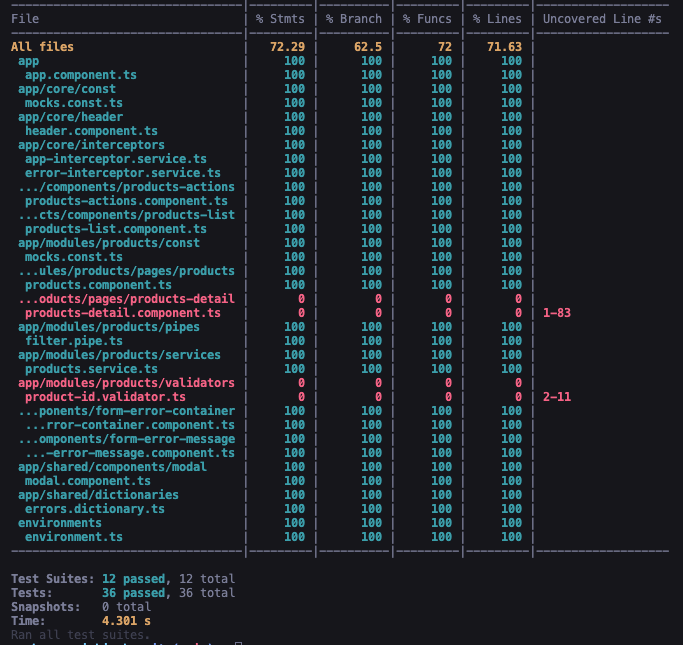 File | % Stmts | % Branch | % Funcs | % Lines | Uncovered Line #s
All files | 72.29 | 62.5 | 72 | 71.63 |
app | 100 | 100 | 100 | 100 |
app.component.ts | 100 | 100 | 100 | 100 |
app/core/const | 100 | 100 | 100 | 100 |
mocks.const.ts | 100 | 100 | 100 | 100 |
app/core/header | 100 | 100 | 100 | 100 |
header.component.ts | 100 | 100 | 100 | 100 |
app/core/interceptors | 100 | 100 | 100 | 100 |
app-interceptor.service.ts | 100 | 100 | 100 | 100 |
error-interceptor.service.ts | 100 | 100 | 100 | 100 |
.../components/products-actions | 100 | 100 | 100 | 100 |
products-actions.component.ts | 100 | 100 | 100 | 100 |
...cts/components/products-list | 100 | 100 | 100 | 100 |
products-list.component.ts | 100 | 100 | 100 | 100 |
app/modules/products/const | 100 | 100 | 100 | 100 |
mocks.const.ts | 100 | 100 | 100 | 100 |
...ules/products/pages/products | 100 | 100 | 100 | 100 |
products.component.ts | 100 | 100 | 100 | 100 |
...oducts/pages/products-detail | 0 | 0 | 0 | 0 |
products-detail.component.ts | 0 | 0 | 0 | 0 | 1-83
app/modules/products/pipes | 100 | 100 | 100 | 100 |
filter.pipe.ts | 100 | 100 | 100 | 100 |
app/modules/products/services | 100 | 100 | 100 | 100 |
products.service.ts | 100 | 100 | 100 | 100 |
app/modules/products/validators | 0 | 0 | 0 | 0 |
product-id.validator.ts | 0 | 0 | 0 | 0 | 2-11
...ponents/form-error-container | 100 | 100 | 100 | 100 |
...rror-container.component.ts | 100 | 100 | 100 | 100 |
...omponents/form-error-message | 100 | 100 | 100 | 100 |
...-error-message.component.ts | 100 | 100 | 100 | 100 |
app/shared/components/modal | 100 | 100 | 100 | 100 |
modal.component.ts | 100 | 100 | 100 | 100 |
app/shared/dictionaries | 100 | 100 | 100 | 100 |
errors.dictionary.ts | 100 | 100 | 100 | 100 |
environments | 100 | 100 | 100 | 100 |
environment.ts | 100 | 100 | 100 | 100 |
Test Suites: 12 passed, 12 total
Tests: 36 passed, 36 total
Snapshots: 0 total
Time: 4.301 s
Ran all test suites.